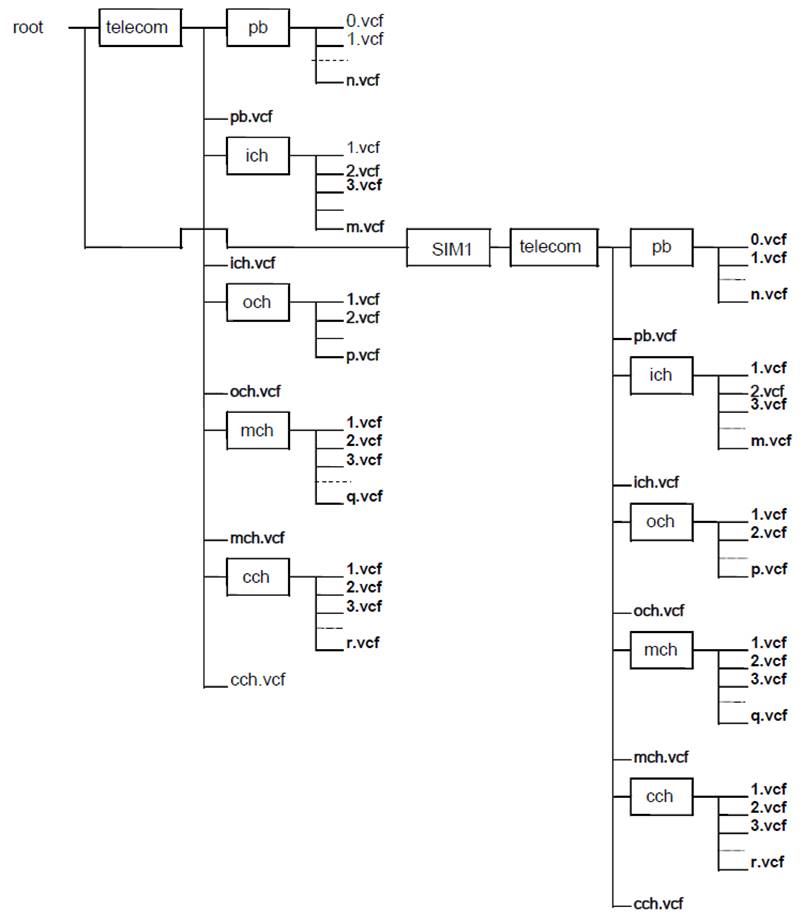 root
telecom
pb
0.vcf
1.vcf
n.vcf
pb.vcf
ich
1.vcf
2.vcf
3.vcf
m.vcf
ich.vcf
och
1.vcf
2.vcf
p.vcf
och.vcf
mch
1.vcf
2.vcf
3.vcf
q.vcf
mch.vcf
cch
1.vcf
2.vcf
3.vcf
r.vcf
cch.vcf
SIM1
telecom
pb
0.vcf
1.vcf
n.vcf
pb.vcf
ich
1.vcf
2.vcf
3.vcf
m.vcf
ich.vcf
och
1.vcf
2.vcf
p.vcf
och.vcf
mch
1.vcf
2.vcf
3.vcf
q.vcf
mch.vcf
cch
1.vcf
2.vcf
3.vcf
r.vcf
cch.vcf